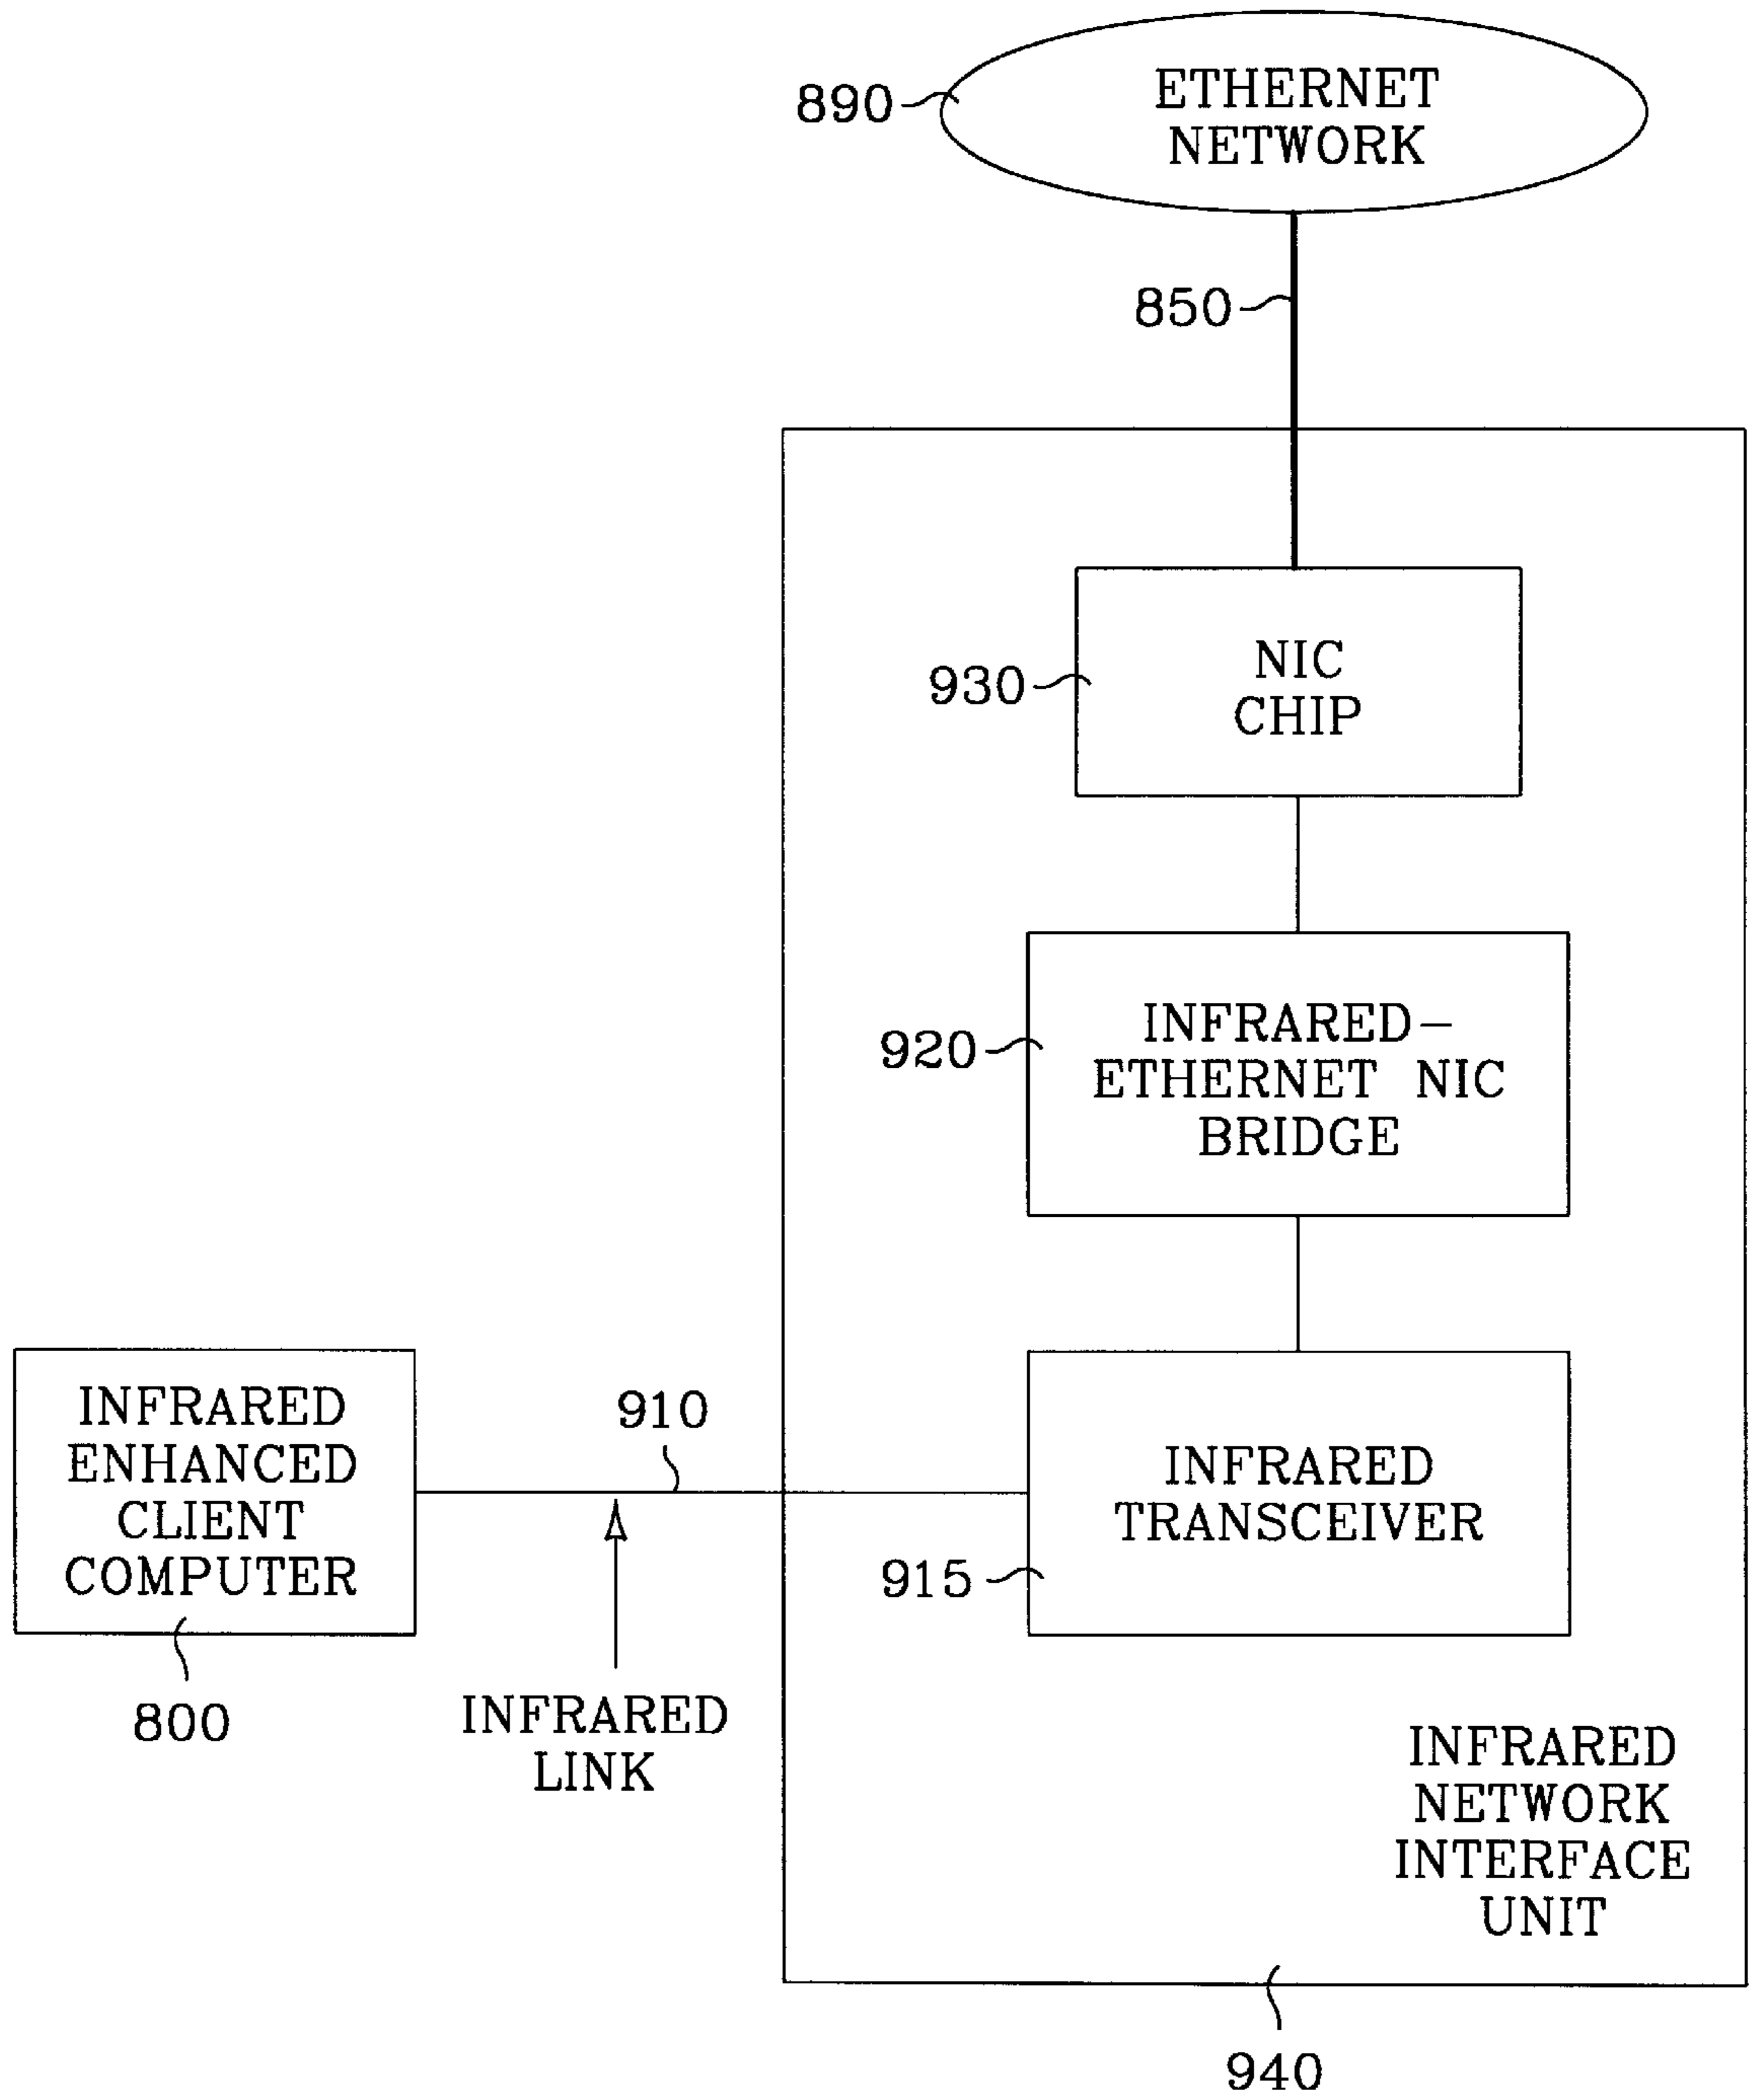 890
ETHERNET
NETWORK
850
930
NIC
CHIP
920
INFRARED-
ETHERNET NIC
BRIDGE
INFRARED
ENHANCED
CLIENT
COMPUTER
800
910
INFRARED
LINK
INFRARED
TRANSCEIVER
915
INFRARED
NETWORK
INTERFACE
UNIT
940